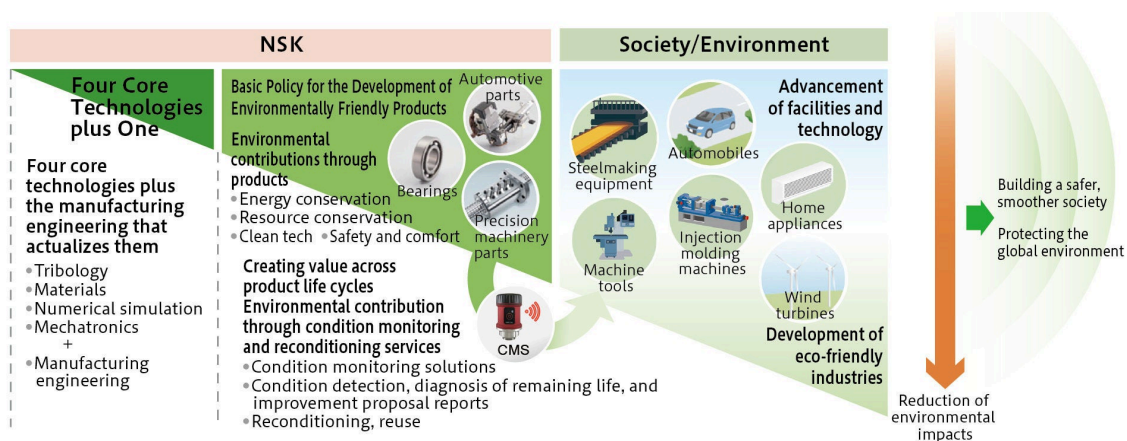 NSK
Society/Environment
Four Core
Technologies
plus One
Four core
technologies plus
the manufacturing
engineering that
actualizes them
•Tribology
•Materials
•Numerical simulation
•Mechatronics
+
•Manufacturing
engineering
Basic Policy for the Development of
Environmentally Friendly Products
Environmental
contributions through
products
•Energy conservation
•Resource conservation
•Clean tech •Safety and comfort
Automotive
parts
Bearings
Precision
machinery
parts
Creating value across
product life cycles
Environmental contribution
through condition monitoring
and reconditioning services
•Condition monitoring solutions
•Condition detection, diagnosis of remaining life, and
improvement proposal reports
•Reconditioning, reuse
CMS
Advancement
of facilities and
technology
Steelmaking
equipment
Automobiles
Home
appliances
Machine
tools
Injection
molding
machines
Wind
turbines
Development of
eco-friendly
industries
Reduction of
environmental
impacts
Building a safer,
smoother society
Protecting the
global environment